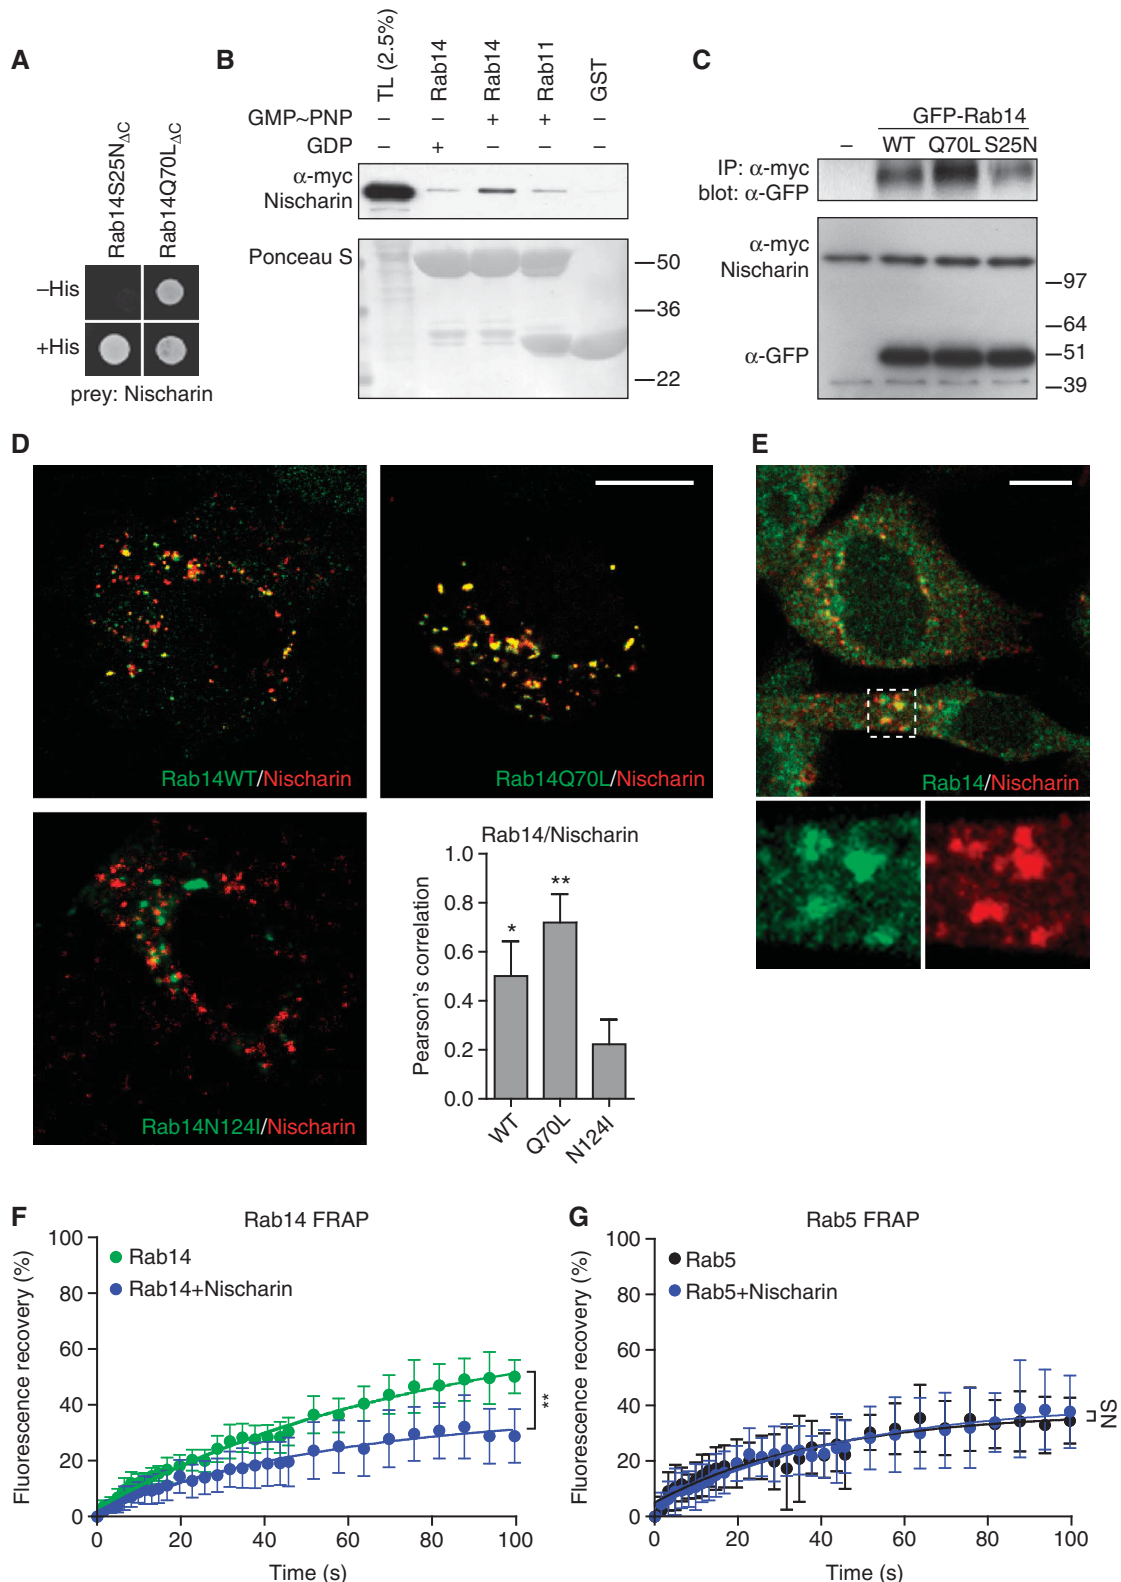 A
Rab14S25NΔC
Rab14Q70LΔC
–His
+His
prey: Nischarin
B
TL (2.5%)
Rab14
Rab14
Rab11
GST
GMP~PNP – – + + –
GDP – + – – –
α-myc
Nischarin
Ponceau S
–50
–36
–22
C
GFP-Rab14
– WT Q70L S25N
IP: α-myc
blot: α-GFP
α-myc
Nischarin
α-GFP
–97
–64
–51
–39
D
Rab14WT/Nischarin
Rab14Q70L/Nischarin
Rab14N124I/Nischarin
Rab14/Nischarin
Pearson's correlation
1.0
0.8
0.6
0.4
0.2
0.0
*
**
WT
Q70L
N124I
E
Rab14/Nischarin
F
Rab14 FRAP
Fluorescence recovery (%)
100
80
60
40
20
0
Rab14
Rab14+Nischarin
**
0 20 40 60 80 100
Time (s)
G
Rab5 FRAP
Fluorescence recovery (%)
100
80
60
40
20
0
Rab5
Rab5+Nischarin
NS
0 20 40 60 80 100
Time (s)